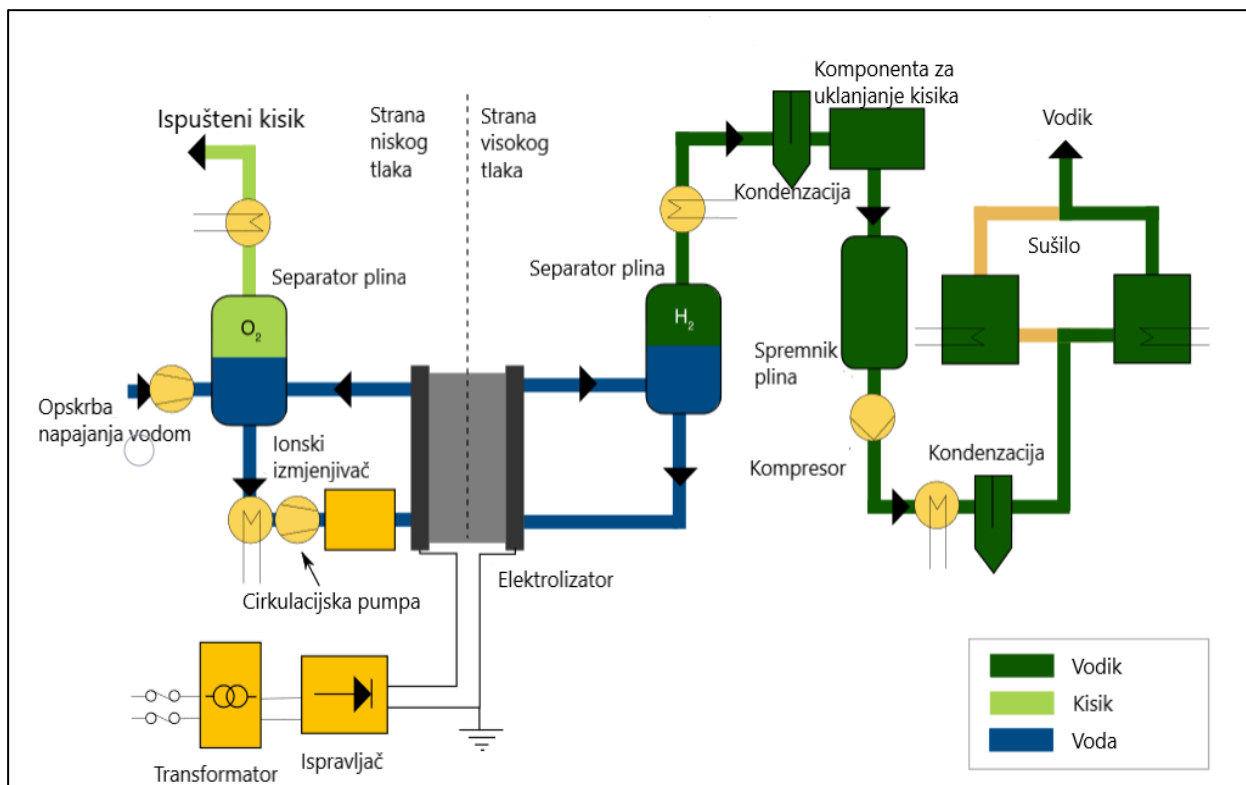 Komponenta za
uklanjanje kisika
Ispušteni kisik
Strana
niskog
tlaka
Strana
visokog
tlaka
Vodik
Kondenzacija
Sušilo
Separator plina
Separator plina
O2
H2
Spremnik
plina
Opskrba
napajanja vodom
Ionski
izmjenjivač
Kompresor
Kondenzacija
Elektrolizator
Cirkulacijska pumpa
Transformator
Ispravljač
Vodik
Kisik
Voda